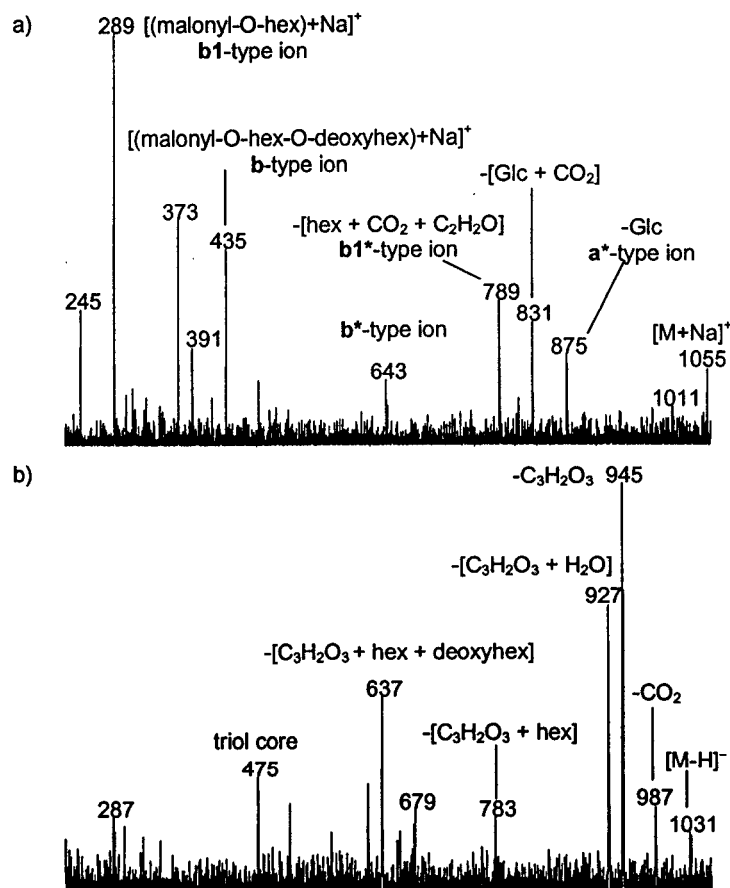 a)
289 [(malonyl-O-hex)+Na]⁺
b1-type ion
[(malonyl-O-hex-O-deoxyhex)+Na]⁺
b-type ion
-[Glc + CO₂]
373
-[hex + CO₂ + C₂H₂O]
b1*-type ion
-Glc
a*-type ion
435
245
789
831
391
b*-type ion
875
[M+Na]⁺
1055
643
1011
b)
-C₃H₂O₃ 945
-[C₃H₂O₃ + H₂O]
927
-[C₃H₂O₃ + hex + deoxyhex]
637
-CO₂
triol core
475
-[C₃H₂O₃ + hex]
[M-H]⁻
287
679
783
987
1031